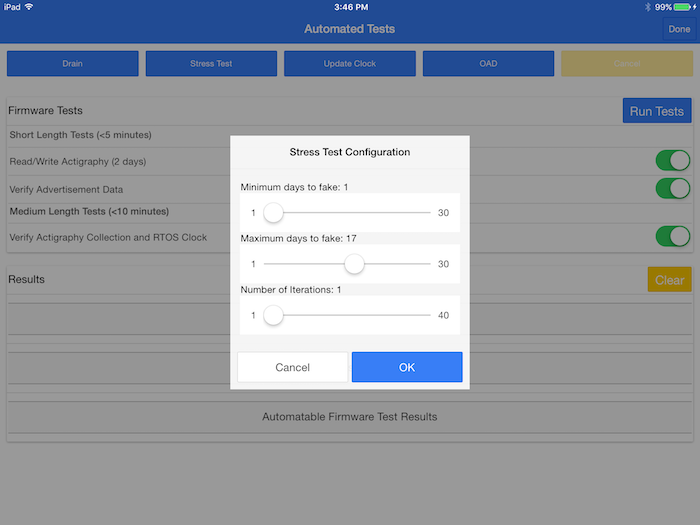 iPad 3:46 PM 99%
Automated Tests Done
Drain Stress Test Update Clock OAD Cancel
Firmware Tests Run Tests
Short Length Tests (<5 minutes)
Read/Write Actigraphy (2 days)
Verify Advertisement Data
Medium Length Tests (<10 minutes)
Verify Actigraphy Collection and RTOS Clock
Results Clear
Automatable Firmware Test Results
Stress Test Configuration
Minimum days to fake: 1
1 30
Maximum days to fake: 17
1 30
Number of Iterations: 1
1 40
Cancel OK